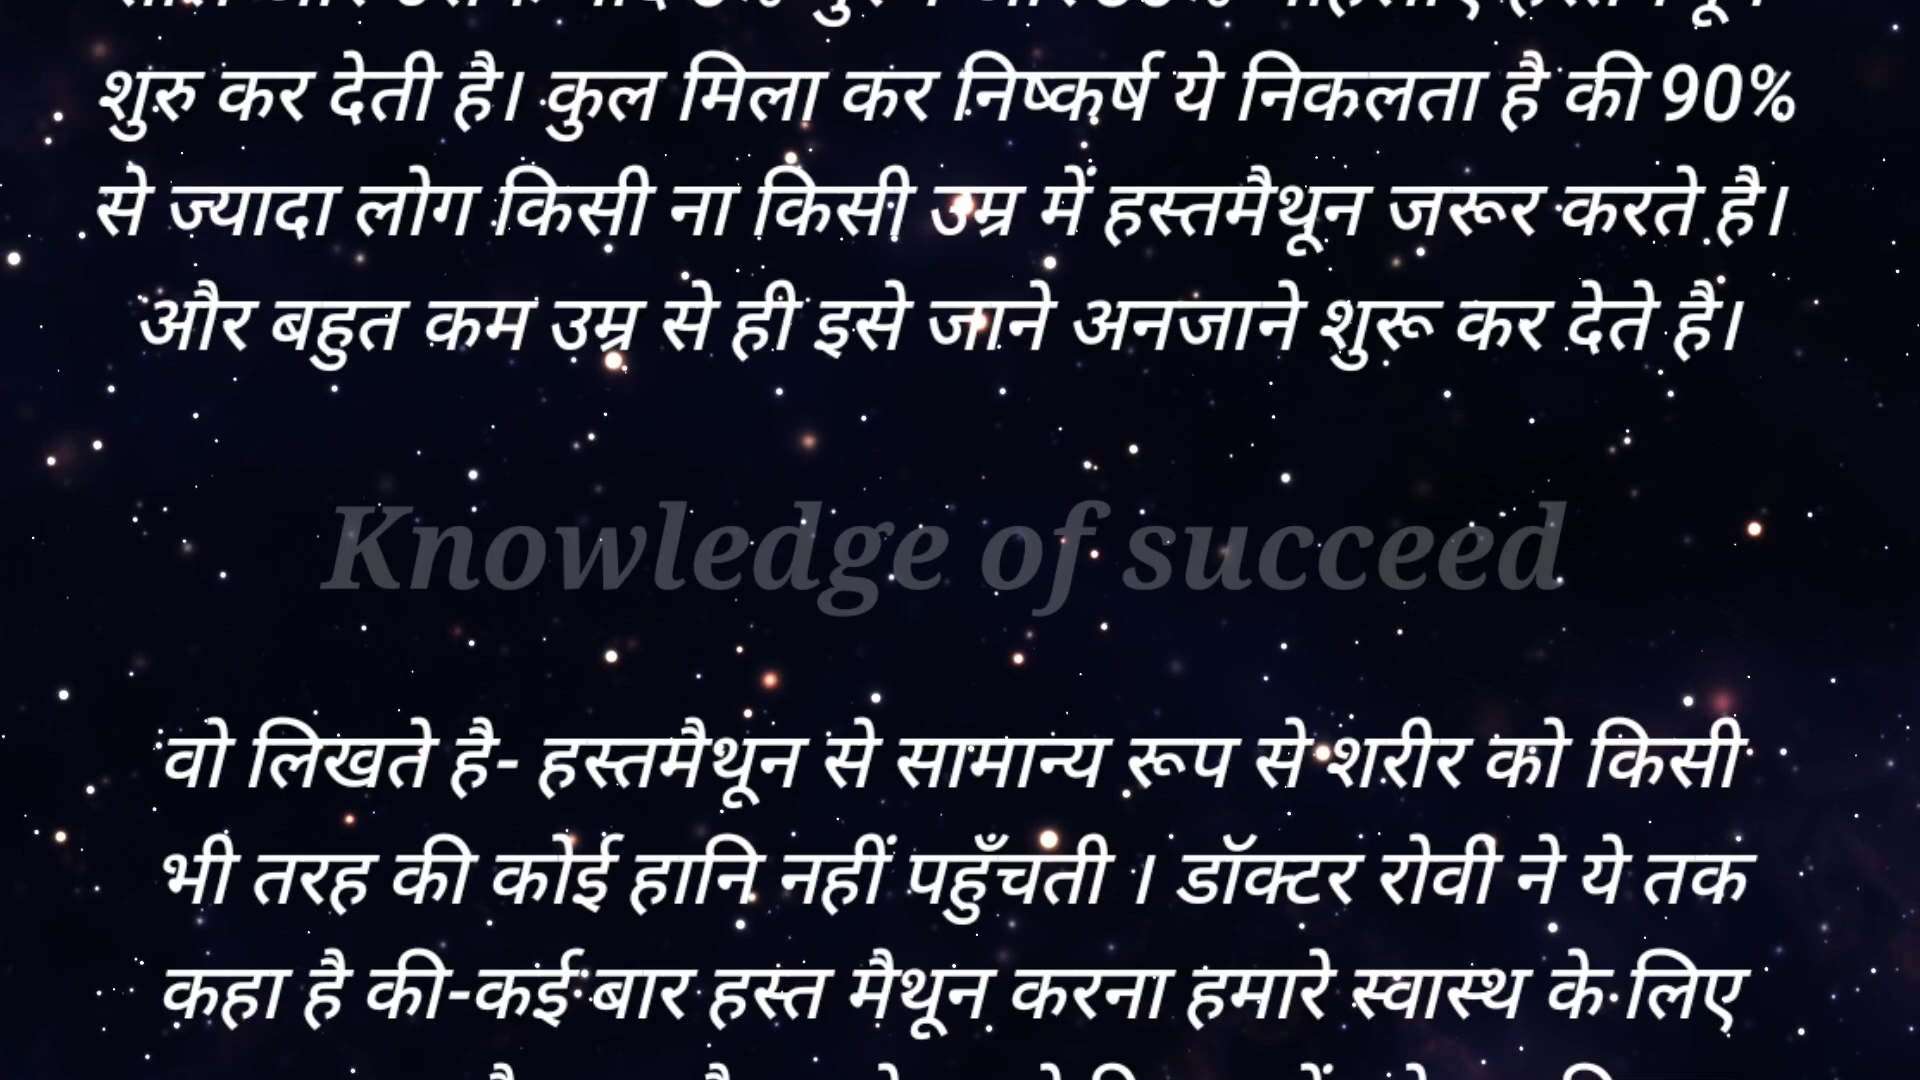 शुरु कर देती है। कुल मिला कर निष्कर्ष ये निकलता है की 90%
से ज्यादा लोग किसी ना किसी उम्र में हस्तमैथून जरूर करते है।
और बहुत कम उम्र से ही इसे जाने अनजाने शुरू कर देते हैं।
Knowledge of succeed
वो लिखते है- हस्तमैथून से सामान्य रूप से शरीर को किसी
भी तरह की कोई हानि नहीं पहुँचती । डॉक्टर रोवी ने ये तक
कहा है की-कई बार हस्त मैथून करना हमारे स्वास्थ के लिए